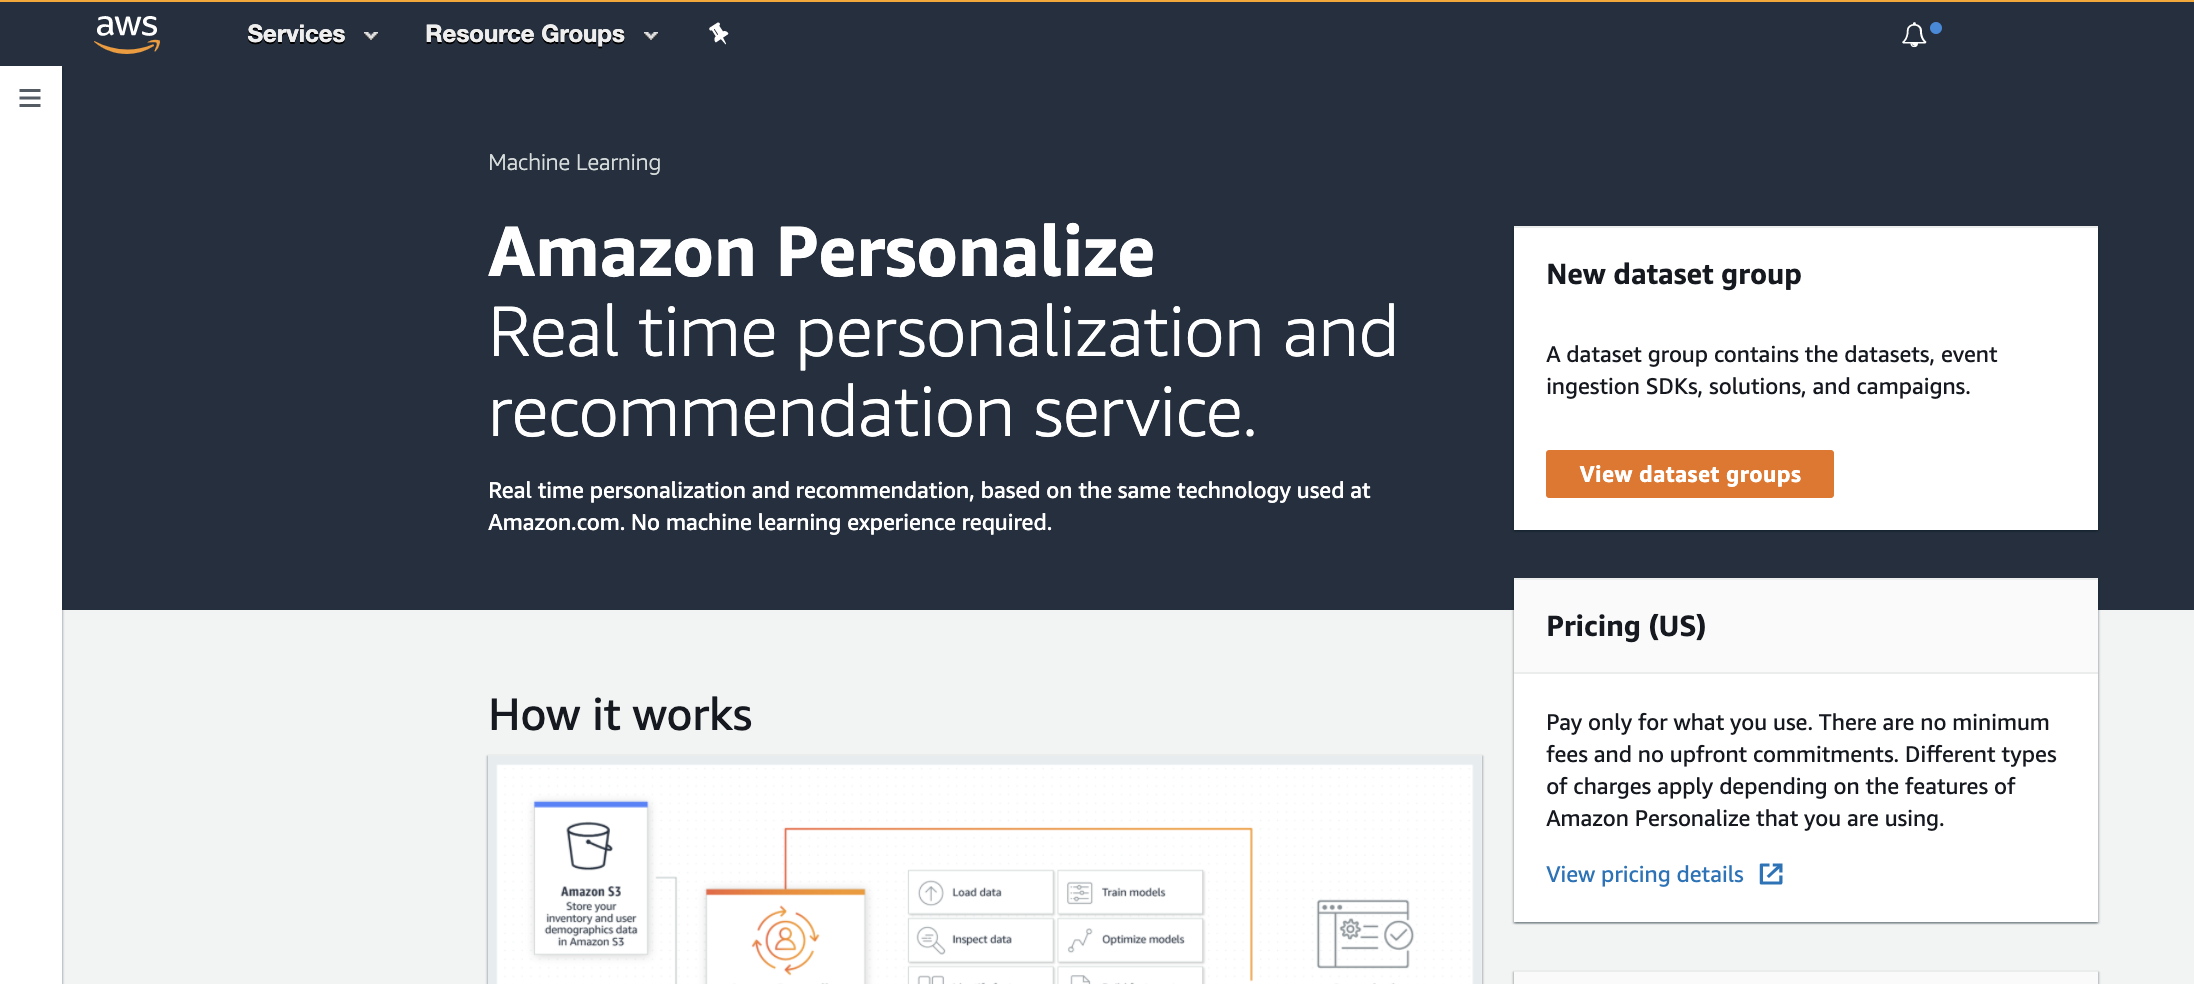 aws
Services
Resource Groups
Machine Learning
Amazon Personalize
Real time personalization and
recommendation service.
Real time personalization and recommendation, based on the same technology used at
Amazon.com. No machine learning experience required.
New dataset group
A dataset group contains the datasets, event
ingestion SDKs, solutions, and campaigns.
View dataset groups
Pricing (US)
Pay only for what you use. There are no minimum
fees and no upfront commitments. Different types
of charges apply depending on the features of
Amazon Personalize that you are using.
View pricing details
How it works
Amazon S3
Store your
inventory and user
demographics data
in Amazon S3
Load data
Train models
Inspect data
Optimize models